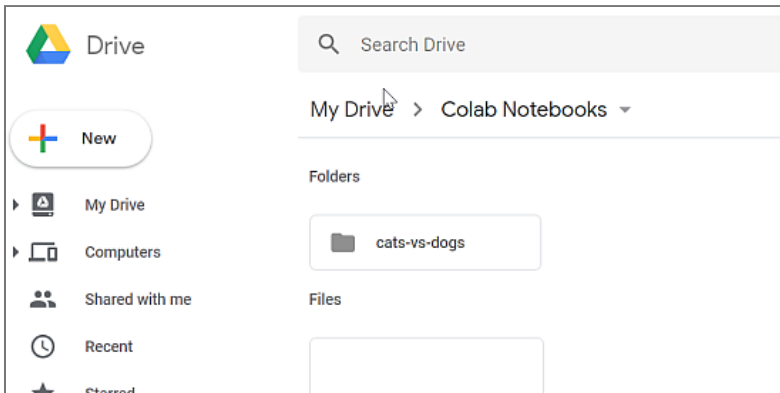 Drive
Search Drive
My Drive > Colab Notebooks
New
Folders
My Drive
cats-vs-dogs
Computers
Shared with me
Files
Recent
Starred